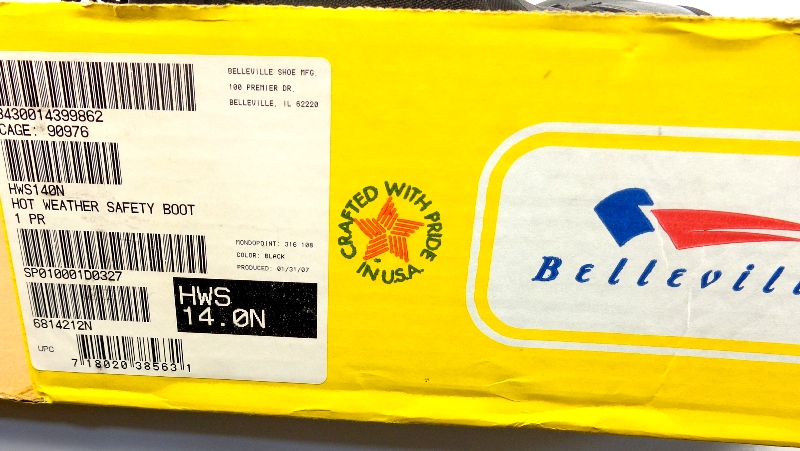 BELLEVILLE SHOE MFG.
100 PREMIER DR.
BELLEVILLE, IL 62220
8430014399862
CAGE: 90976
HWS140N
HOT WEATHER SAFETY BOOT
1 PR
MONDOPOINT: 316 108
COLOR: BLACK
PRODUCED: 01/31/07
SP010001D0327
HWS
14.0N
6814212N
UPC
7 18020 38563 1
CRAFTED WITH PRIDE
IN U.S.A.
Bellevill